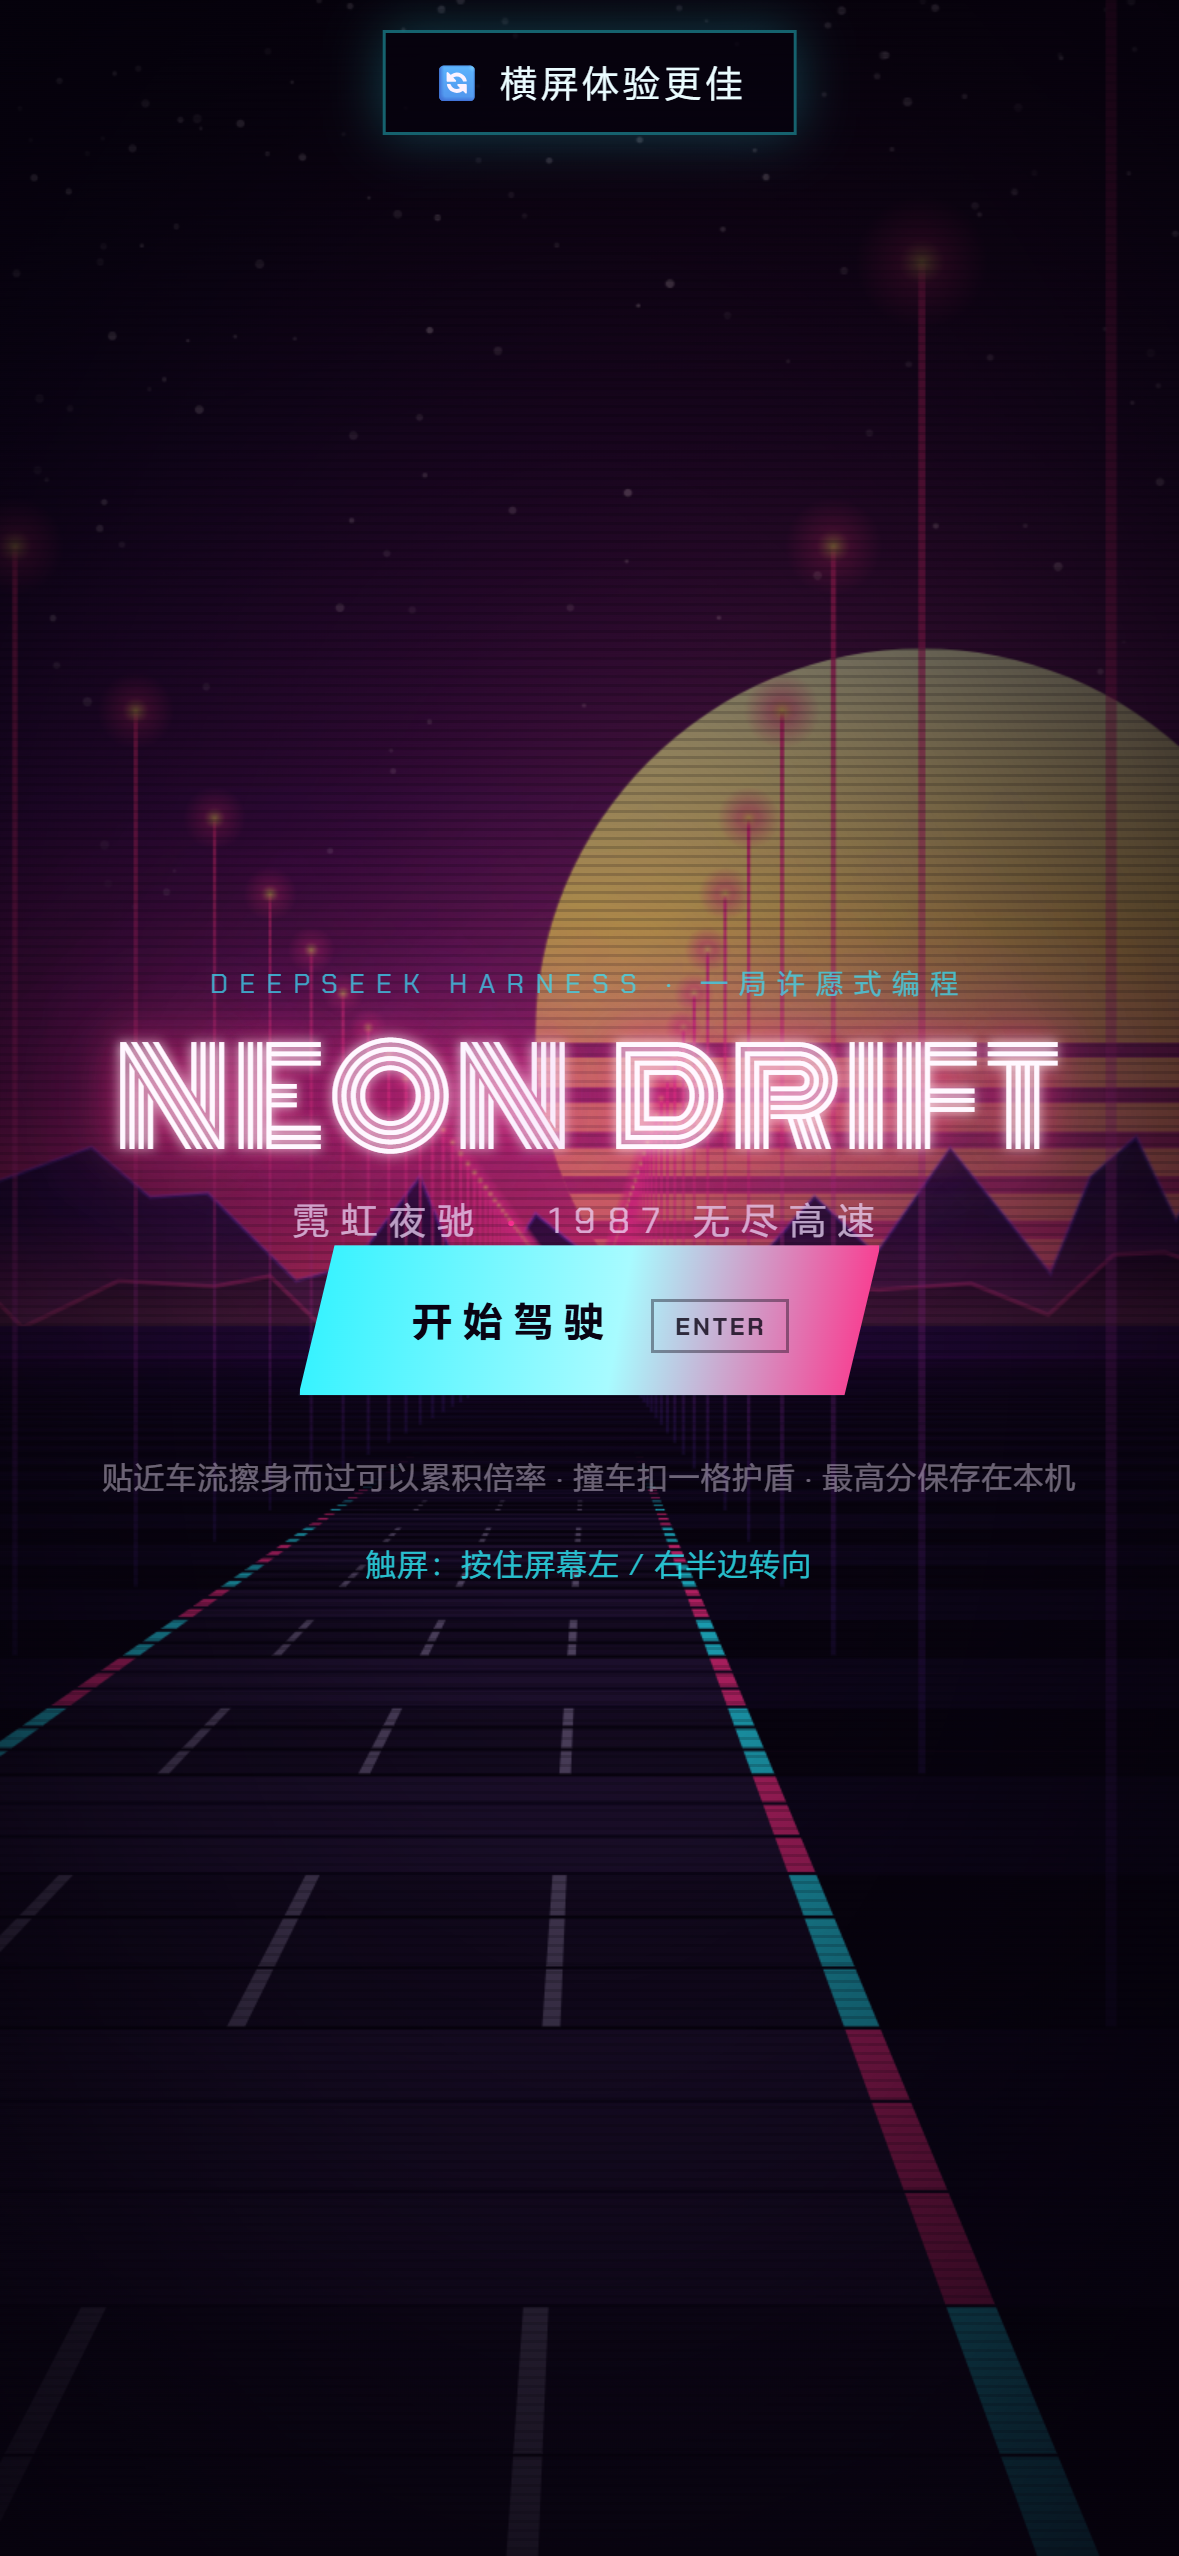 横屏体验更佳
DEEPSEEK HARNESS · 一局许愿式编程
NEON DRIFT
霓虹夜驰 · 1987 无尽高速
开始驾驶 ENTER
贴近车流擦身而过可以累积倍率 · 撞车扣一格护盾 · 最高分保存在本机
触屏：按住屏幕左 / 右半边转向